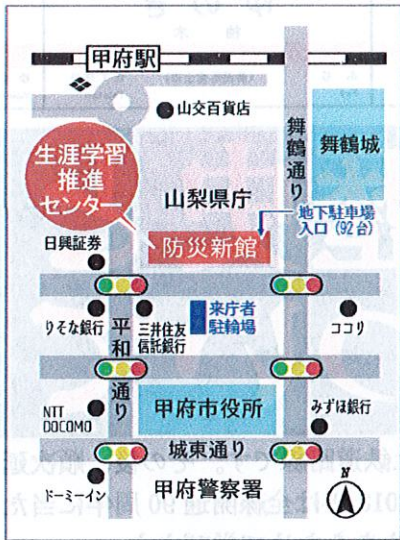 甲府駅
山交百貨店
舞鶴通り
舞鶴城
生涯学習
推進
センター
山梨県庁
地下駐車場
入口(92台)
防災新館
日興証券
りそな銀行
平和通り
三井住友
信託銀行
来庁者
駐輪場
ココリ
NTT
DOCOMO
甲府市役所
みずほ銀行
城東通り
ドーミーイン
甲府警察署
N